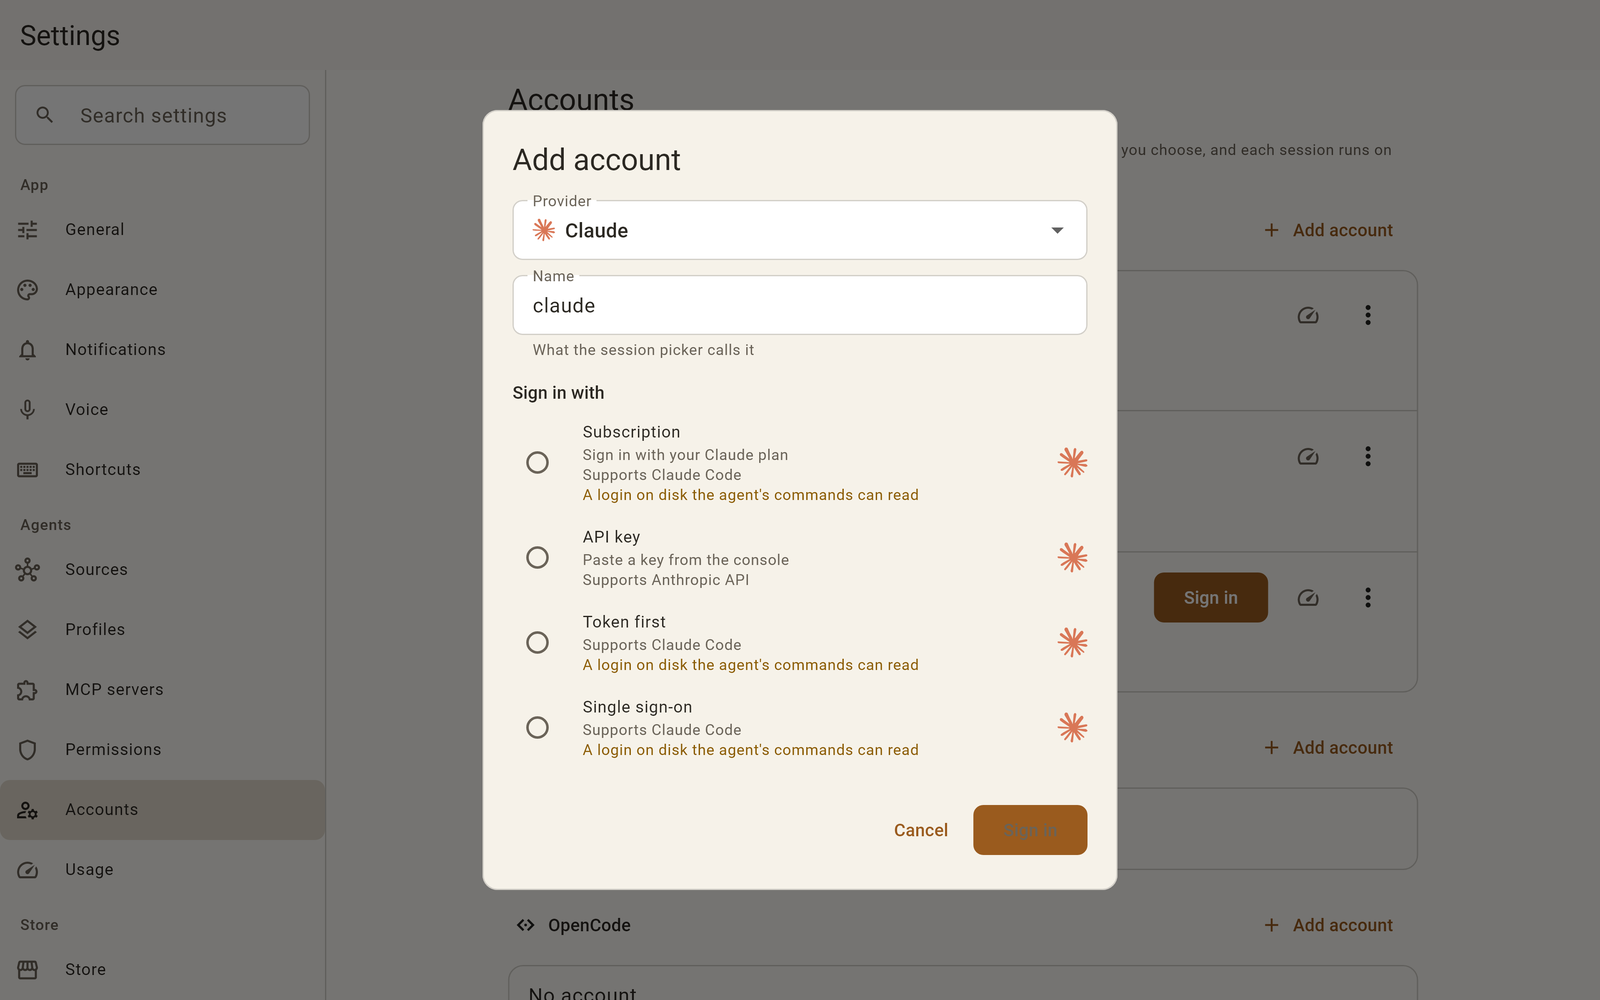 Settings
Search settings
App
General
Appearance
Notifications
Voice
Shortcuts
Agents
Sources
Profiles
MCP servers
Permissions
Accounts
Usage
Store
Store
Accounts
you choose, and each session runs on
Add account
Sign in
Add account
OpenCode
Add account
No account
Add account
Provider
Claude
Name
claude
What the session picker calls it
Sign in with
Subscription
Sign in with your Claude plan
Supports Claude Code
A login on disk the agent's commands can read
API key
Paste a key from the console
Supports Anthropic API
Token first
Supports Claude Code
A login on disk the agent's commands can read
Single sign-on
Supports Claude Code
A login on disk the agent's commands can read
Cancel
Sign in